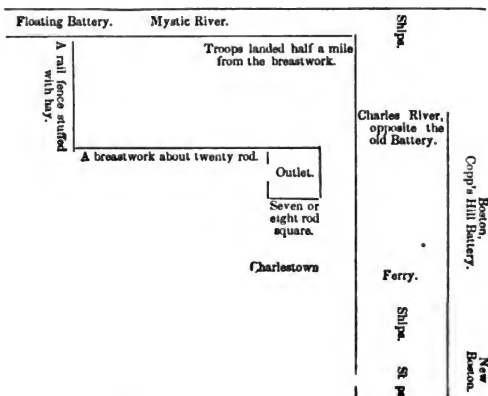 Floating Battery. Mystic River.
Ships.
A rail fence stuffed
with hay.
Troops landed half a mile
from the breastwork.
Charles River,
opposite the
old Battery.
A breastwork about twenty rod.
Outlet.
Seven or
eight rod
square.
Boston,
Copp's Hill Battery.
Charlestown
Ferry.
Ships.
New
Boston.
St